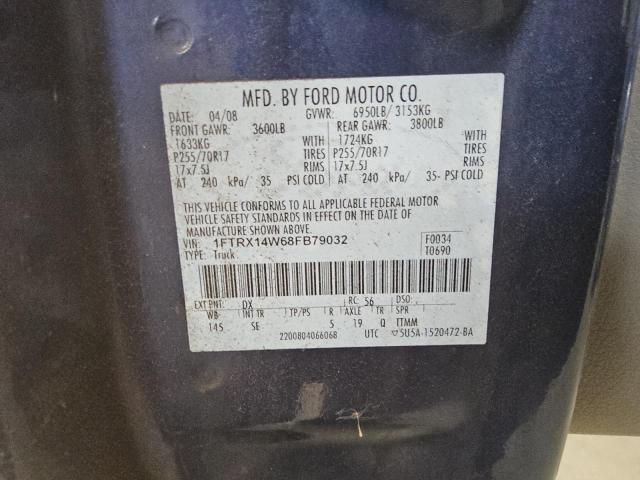 MFD. BY FORD MOTOR CO.
DATE: 04/08 GVWR: 6950LB/ 3153KG
FRONT GAWR: 3600LB REAR GAWR: 3800LB
1633KG WITH 1724KG WITH
P255/70R17 TIRES P255/70R17 TIRES
17x7.5J RIMS 17x7.5J RIMS
AT 240 kPa/ 35 PSI COLD AT 240 kPa/ 35- PSI COLD
THIS VEHICLE CONFORMS TO ALL APPLICABLE FEDERAL MOTOR
VEHICLE SAFETY STANDARDS IN EFFECT ON THE DATE OF
MANUFACTURE SHOWN ABOVE.
VIN: 1FTRX14W68FB79032 F0034
TYPE: Truck T0690
EXT PNT: DX RC: 56 DSO:
WB INT TR TP/PS R AXLE TR SPR
145 SE 5 19 Q TTMM
2200804066068 UTC 5U5A-1520472-BA